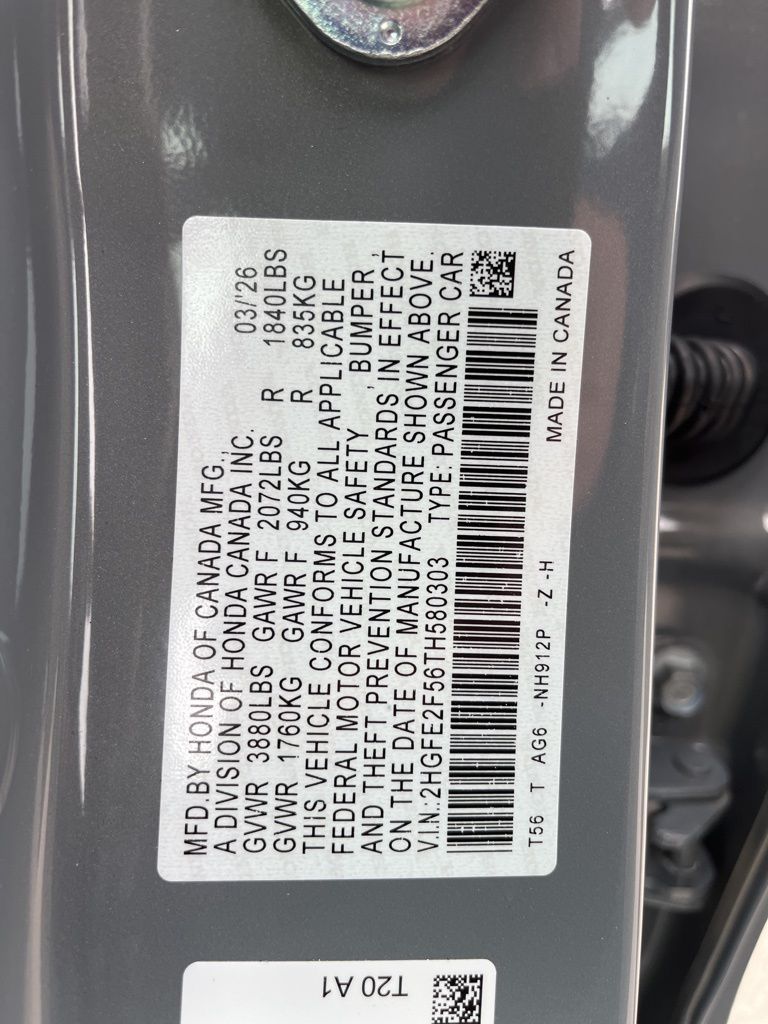 MFD.BY HONDA OF CANADA MFG.,
A DIVISION OF HONDA CANADA INC. 03/'26
GVWR 3880LBS GAWR F 2072LBS R 1840LBS
GVWR 1760KG GAWR F 940KG R 835KG
THIS VEHICLE CONFORMS TO ALL APPLICABLE
FEDERAL MOTOR VEHICLE SAFETY, BUMPER,
AND THEFT PREVENTION STANDARDS IN EFFECT
ON THE DATE OF MANUFACTURE SHOWN ABOVE.
V.I.N.:2HGFE2F56TH580303 TYPE: PASSENGER CAR
T56 T AG6 -NH912P -Z -H MADE IN CANADA
T20 A1